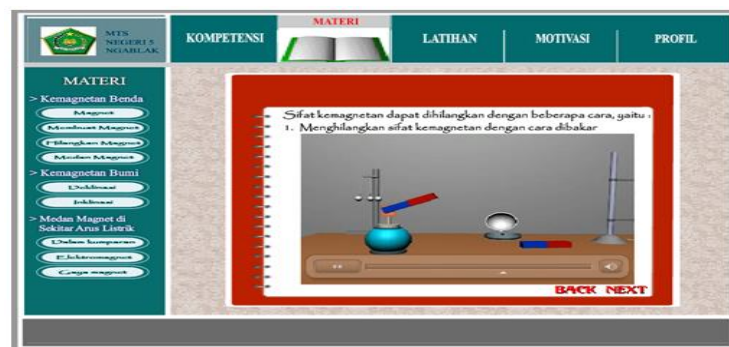 MTS
NEGERI 5
NGABLAK
KOMPETENSI
MATERI
LATIHAN
MOTIVASI
PROFIL
MATERI
> Kemagnetan Benda
Magnet
Membuat Magnet
Hilangkan Magnet
Medan Magnet
> Kemagnetan Bumi
Deklinasi
Inklinasi
> Medan Magnet di
Sekitar Arus Listrik
Dalam kumparan
Elektromagnet
Gaya magnet
Sifat kemagnetan dapat dihilangkan dengan beberapa cara, yaitu :
1. Menghilangkan sifat kemagnetan dengan cara dibakar
BACK NEXT